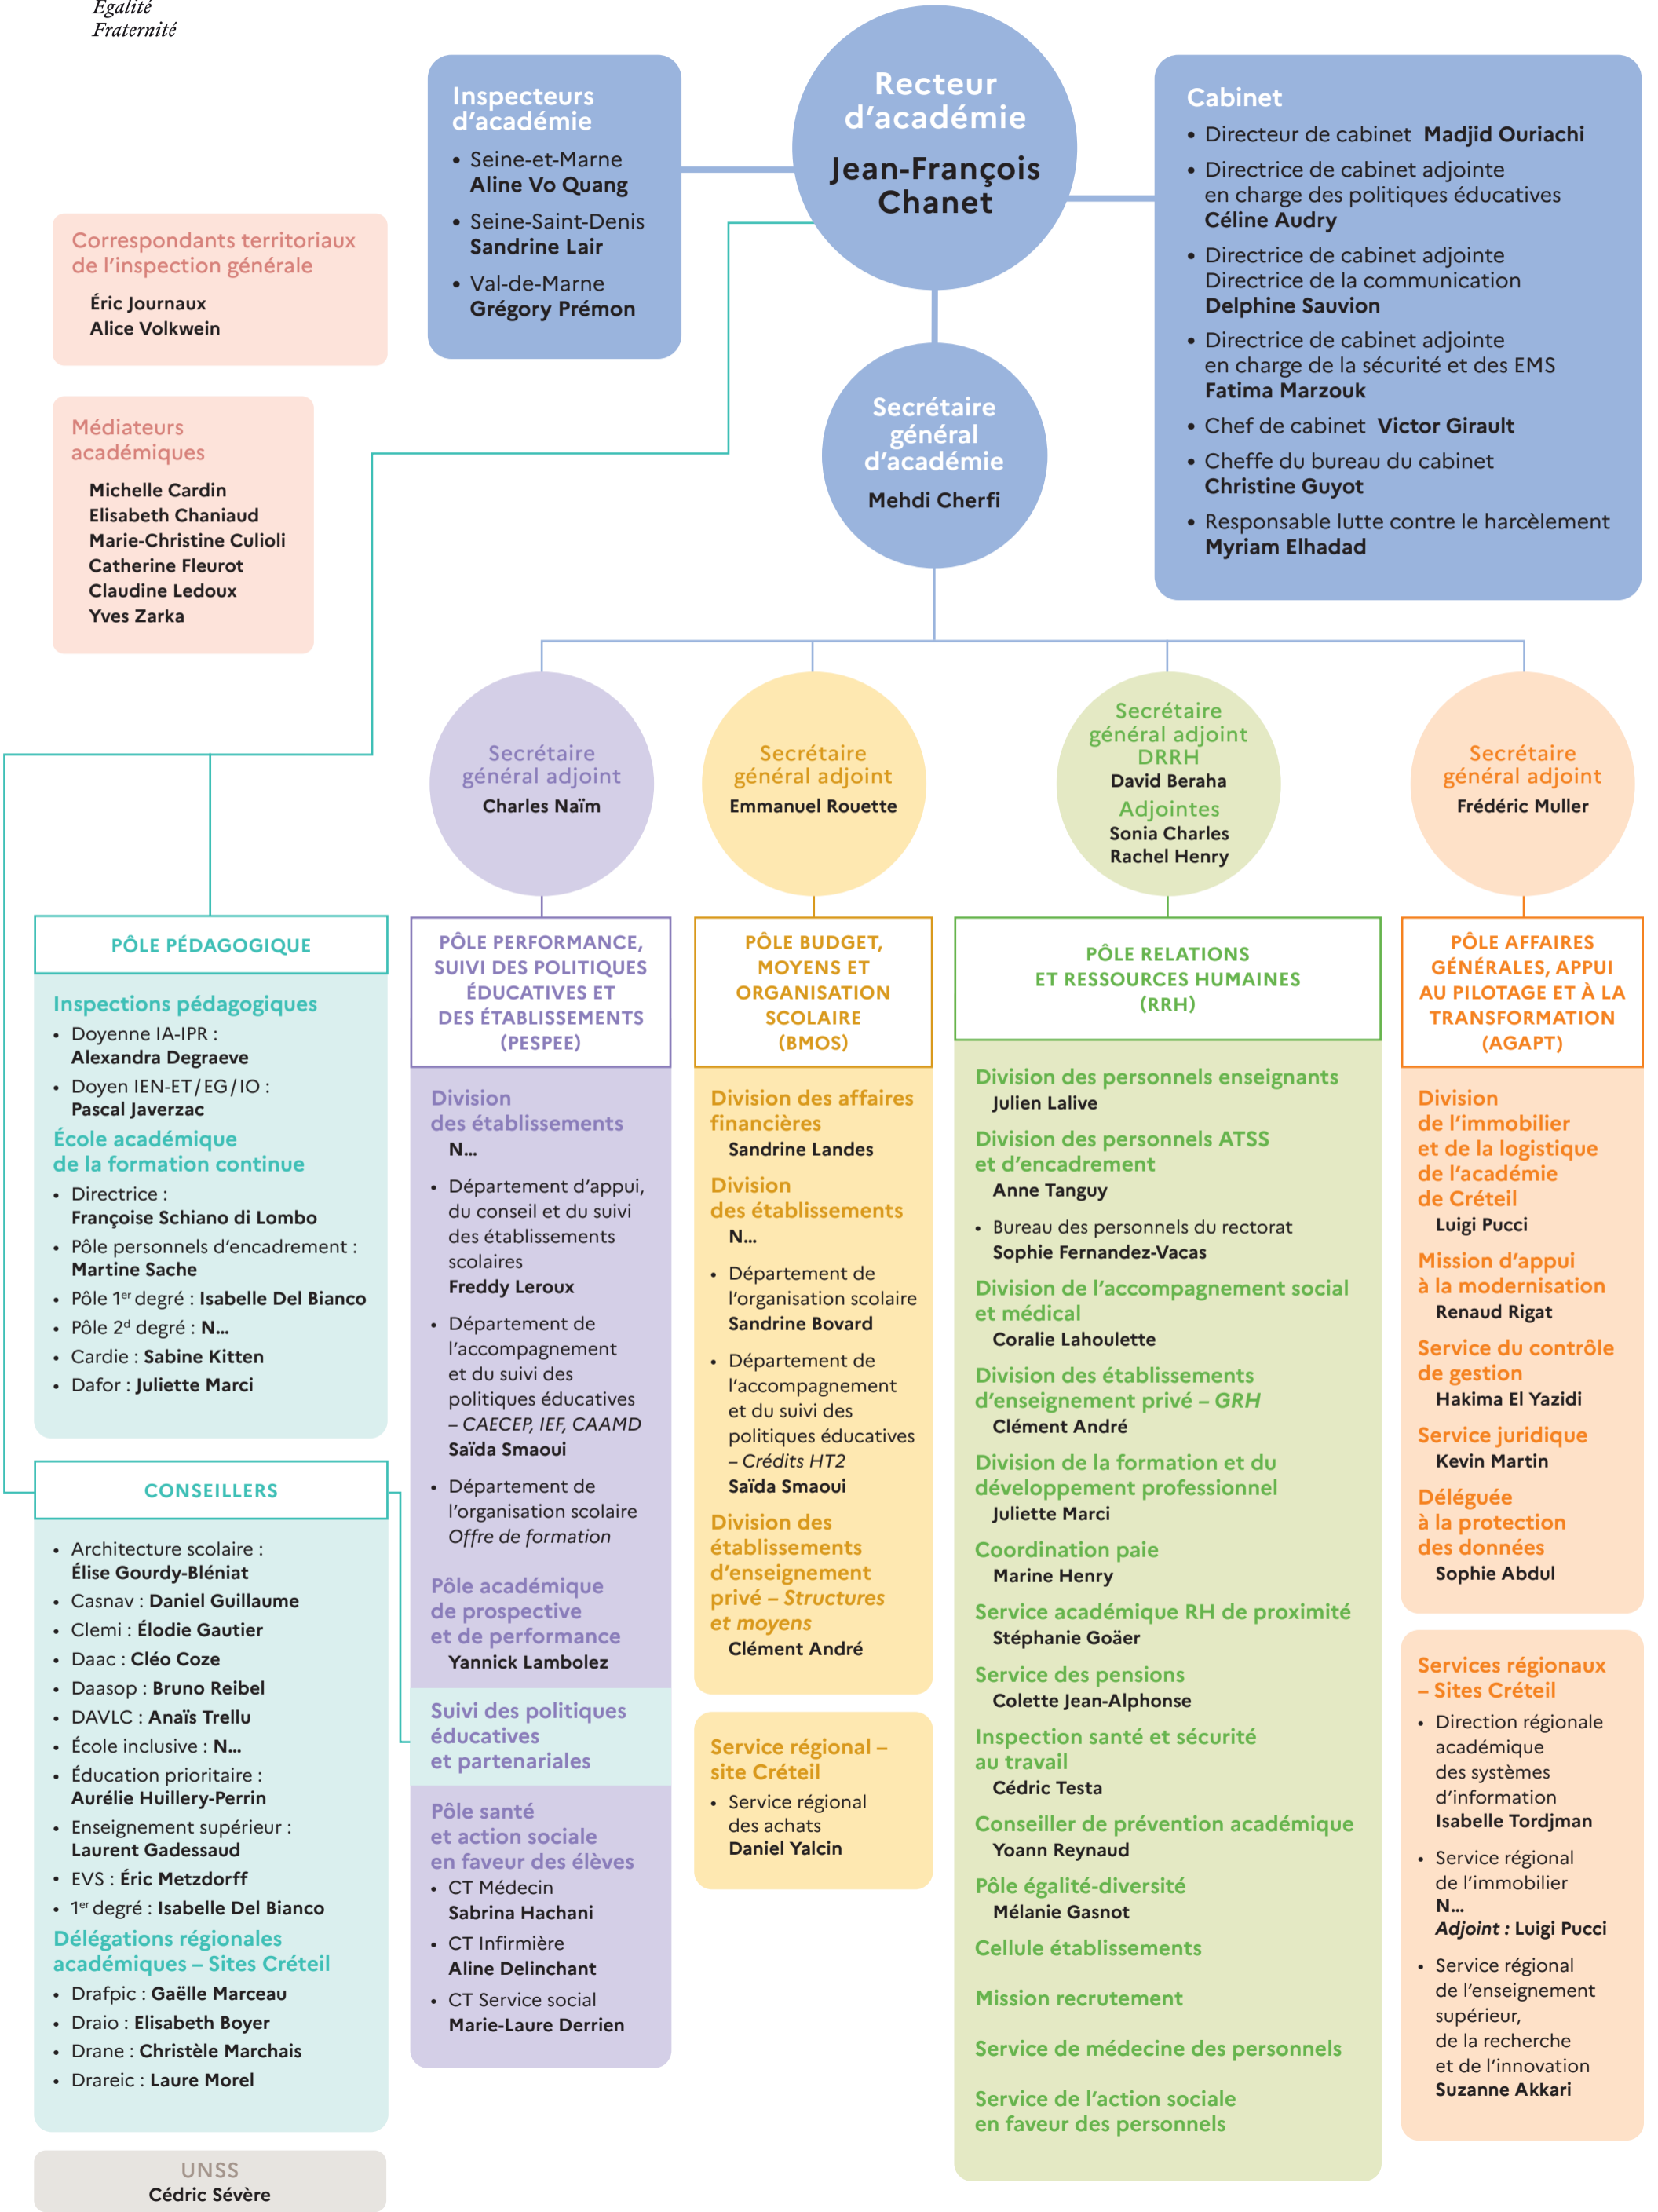 Egalité
Fraternité
Recteur
d’académie
Jean-François
Chanet
Inspecteurs
d’académie
• Seine-et-Marne
Aline Vo Quang
• Seine-Saint-Denis
Sandrine Lair
• Val-de-Marne
Grégory Prémon
Cabinet
• Directeur de cabinet Madjid Ouriachi
• Directrice de cabinet adjointe
en charge des politiques éducatives
Céline Audry
• Directrice de cabinet adjointe
Directrice de la communication
Delphine Sauvion
• Directrice de cabinet adjointe
en charge de la sécurité et des EMS
Fatima Marzouk
• Chef de cabinet Victor Girault
• Cheffe du bureau du cabinet
Christine Guyot
• Responsable lutte contre le harcèlement
Myriam Elhadad
Correspondants territoriaux
de l’inspection générale
Éric Journaux
Alice Volkwein
Médiateurs
académiques
Michelle Cardin
Elisabeth Chaniaud
Marie-Christine Culioli
Catherine Fleurot
Claudine Ledoux
Yves Zarka
Secrétaire
général
d’académie
Mehdi Cherfi
Secrétaire
général adjoint
Charles Naïm
Secrétaire
général adjoint
Emmanuel Rouette
Secrétaire
général adjoint
DRRH
David Beraha
Adjointes
Sonia Charles
Rachel Henry
Secrétaire
général adjoint
Frédéric Muller
PÔLE PÉDAGOGIQUE
Inspections pédagogiques
• Doyenne IA-IPR :
Alexandra Degraeve
• Doyen IEN-ET/EG/IO :
Pascal Javerzac
École académique
de la formation continue
• Directrice :
Françoise Schiano di Lombo
• Pôle personnels d’encadrement :
Martine Sache
• Pôle 1er degré : Isabelle Del Bianco
• Pôle 2d degré : N…
• Cardie : Sabine Kitten
• Dafor : Juliette Marci
CONSEILLERS
• Architecture scolaire :
Élise Gourdy-Bléniat
• Casnav : Daniel Guillaume
• Clemi : Élodie Gautier
• Daac : Cléo Coze
• Daasop : Bruno Reibel
• DAVLC : Anaïs Trellu
• École inclusive : N…
• Éducation prioritaire :
Aurélie Huillery-Perrin
• Enseignement supérieur :
Laurent Gadessaud
• EVS : Éric Metzdorff
• 1er degré : Isabelle Del Bianco
Délégations régionales
académiques – Sites Créteil
• Drafpic : Gaëlle Marceau
• Draio : Elisabeth Boyer
• Drane : Christèle Marchais
• Drareic : Laure Morel
UNSS
Cédric Sévère
PÔLE PERFORMANCE,
SUIVI DES POLITIQUES
ÉDUCATIVES ET
DES ÉTABLISSEMENTS
(PESPEE)
Division
des établissements
N…
• Département d’appui,
du conseil et du suivi
des établissements
scolaires
Freddy Leroux
• Département de
l’accompagnement
et du suivi des
politiques éducatives
– CAECEP, IEF, CAAMD
Saïda Smaoui
• Département de
l’organisation scolaire
Offre de formation
Pôle académique
de prospective
et de performance
Yannick Lambolez
Suivi des politiques
éducatives
et partenariales
Pôle santé
et action sociale
en faveur des élèves
• CT Médecin
Sabrina Hachani
• CT Infirmière
Aline Delinchant
• CT Service social
Marie-Laure Derrien
PÔLE BUDGET,
MOYENS ET
ORGANISATION
SCOLAIRE
(BMOS)
Division des affaires
financières
Sandrine Landes
Division
des établissements
N…
• Département de
l’organisation scolaire
Sandrine Bovard
• Département de
l’accompagnement
et du suivi des
politiques éducatives
– Crédits HT2
Saïda Smaoui
Division des
établissements
d’enseignement
privé – Structures
et moyens
Clément André
Service régional –
site Créteil
• Service régional
des achats
Daniel Yalcin
PÔLE RELATIONS
ET RESSOURCES HUMAINES
(RRH)
Division des personnels enseignants
Julien Lalive
Division des personnels ATSS
et d’encadrement
Anne Tanguy
• Bureau des personnels du rectorat
Sophie Fernandez-Vacas
Division de l’accompagnement social
et médical
Coralie Lahoulette
Division des établissements
d’enseignement privé – GRH
Clément André
Division de la formation et du
développement professionnel
Juliette Marci
Coordination paie
Marine Henry
Service académique RH de proximité
Stéphanie Goäer
Service des pensions
Colette Jean-Alphonse
Inspection santé et sécurité
au travail
Cédric Testa
Conseiller de prévention académique
Yoann Reynaud
Pôle égalité-diversité
Mélanie Gasnot
Cellule établissements
Mission recrutement
Service de médecine des personnels
Service de l’action sociale
en faveur des personnels
PÔLE AFFAIRES
GÉNÉRALES, APPUI
AU PILOTAGE ET À LA
TRANSFORMATION
(AGAPT)
Division
de l’immobilier
et de la logistique
de l’académie
de Créteil
Luigi Pucci
Mission d’appui
à la modernisation
Renaud Rigat
Service du contrôle
de gestion
Hakima El Yazidi
Service juridique
Kevin Martin
Déléguée
à la protection
des données
Sophie Abdul
Services régionaux
– Sites Créteil
• Direction régionale
académique
des systèmes
d’information
Isabelle Tordjman
• Service régional
de l’immobilier
N…
Adjoint : Luigi Pucci
• Service régional
de l’enseignement
supérieur,
de la recherche
et de l’innovation
Suzanne Akkari